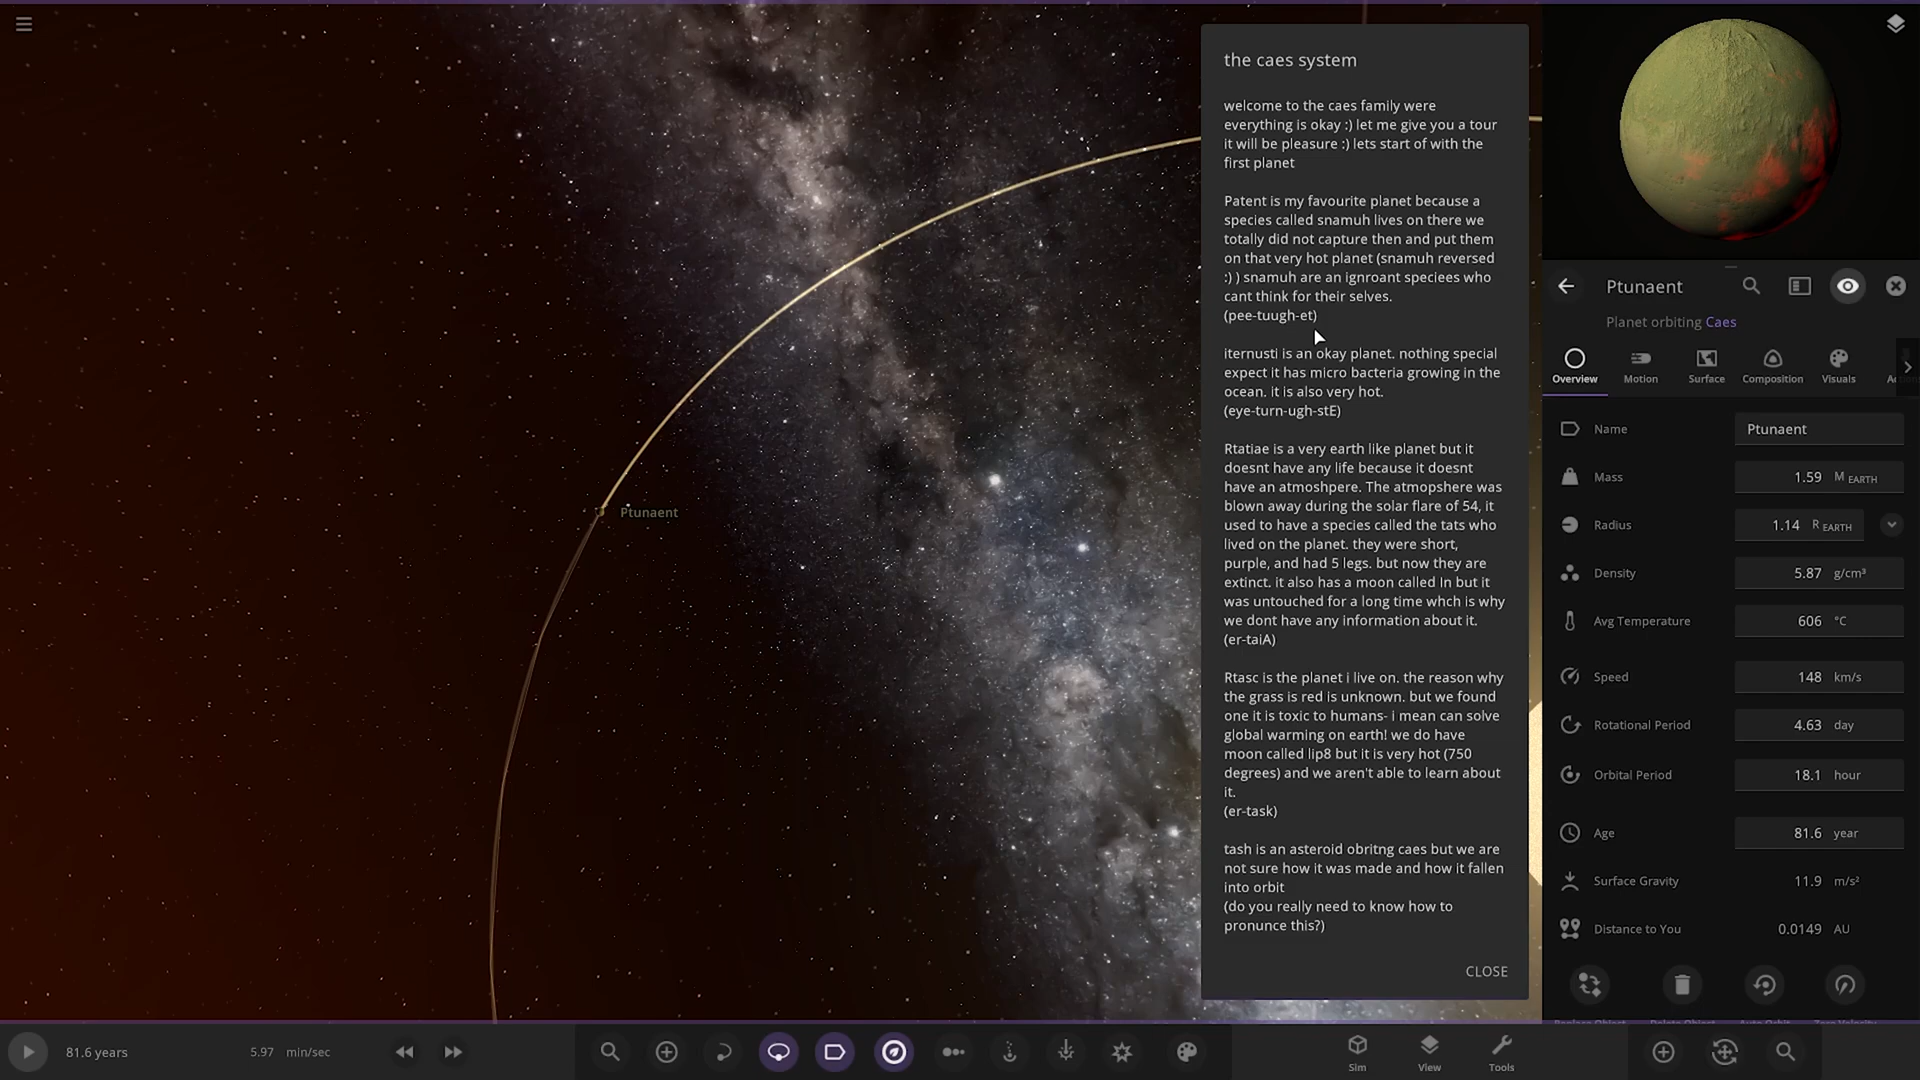 the caes system
welcome to the caes family were
everything is okay :) let me give you a tour
it will be pleasure :) lets start of with the
first planet
Patent is my favourite planet because a
species called snamuh lives on there we
totally did not capture then and put them
on that very hot planet (snamuh reversed
:) ) snamuh are an ignroant speciees who
cant think for their selves.
(pee-tuugh-et)
iternusti is an okay planet. nothing special
expect it has micro bacteria growing in the
ocean. it is also very hot.
(eye-turn-ugh-stE)
Rtatiae is a very earth like planet but it
doesnt have any life because it doesnt
have an atmoshpere. The atmopshere was
blown away during the solar flare of 54, it
used to have a species called the tats who
lived on the planet. they were short,
purple, and had 5 legs. but now they are
extinct. it also has a moon called ln but it
was untouched for a long time whch is why
we dont have any information about it.
(er-taiA)
Rtasc is the planet i live on. the reason why
the grass is red is unknown. but we found
one it is toxic to humans- i mean can solve
global warming on earth! we do have
moon called lip8 but it is very hot (750
degrees) and we aren't able to learn about
it.
(er-task)
tash is an asteroid obritng caes but we are
not sure how it was made and how it fallen
into orbit
(do you really need to know how to
pronunce this?)
CLOSE
Ptunaent
Ptunaent
Planet orbiting Caes
Overview Motion Surface Composition Visuals
Name Ptunaent
Mass 1.59 M EARTH
Radius 1.14 R EARTH
Density 5.87 g/cm³
Avg Temperature 606 °C
Speed 148 km/s
Rotational Period 4.63 day
Orbital Period 18.1 hour
Age 81.6 year
Surface Gravity 11.9 m/s²
Distance to You 0.0149 AU
81.6 years 5.97 min/sec
Sim View Tools